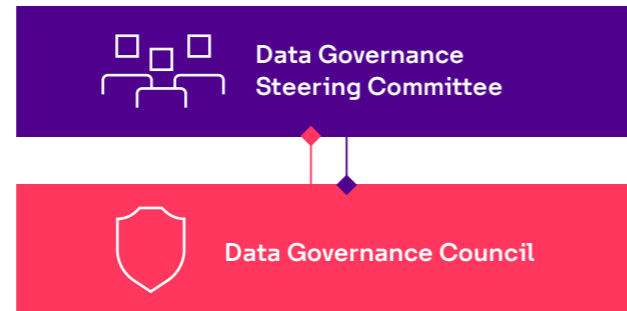 Data Governance
Steering Committee
Data Governance Council